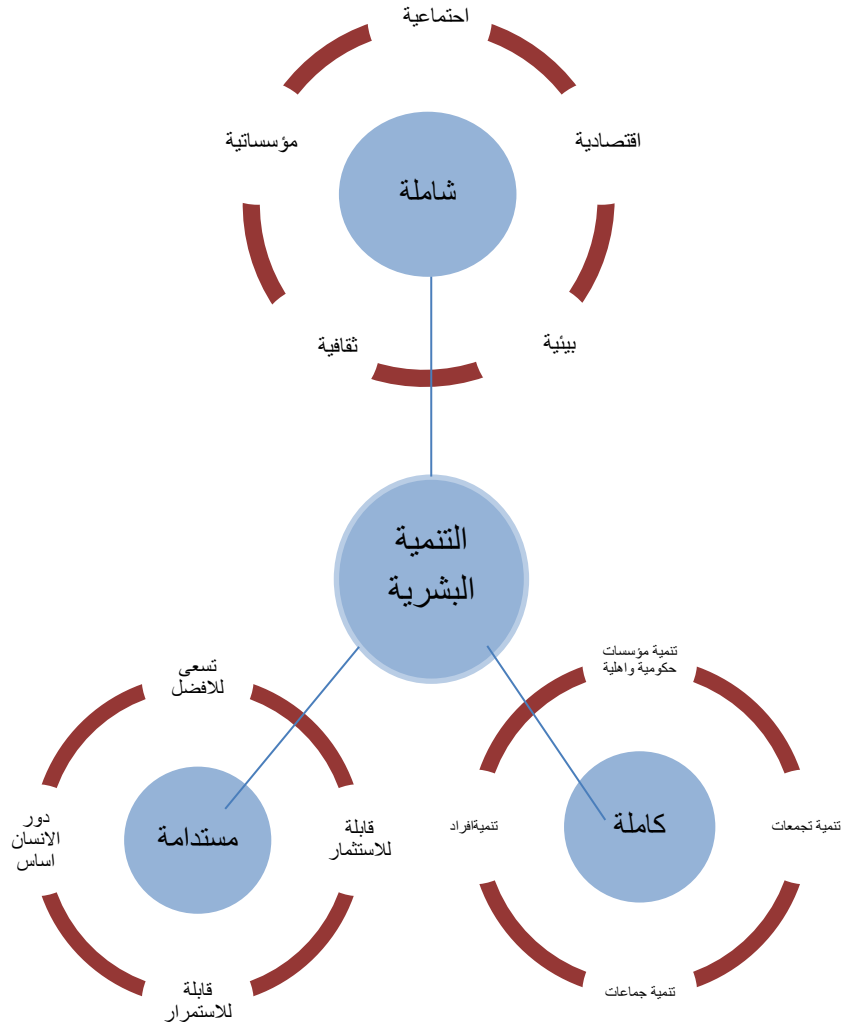 احتماعية
اقتصادية
مؤسساتية
شاملة
بيئية
ثقافية
التنمية
البشرية
تنمية مؤسسات
حكومية واهلية
تنمية تجمعات
كاملة
تنميةافراد
تنمية جماعات
تسعى
للافضل
قابلة
للاستثمار
مستدامة
دور
الانسان
اساس
قابلة
للاستمرار